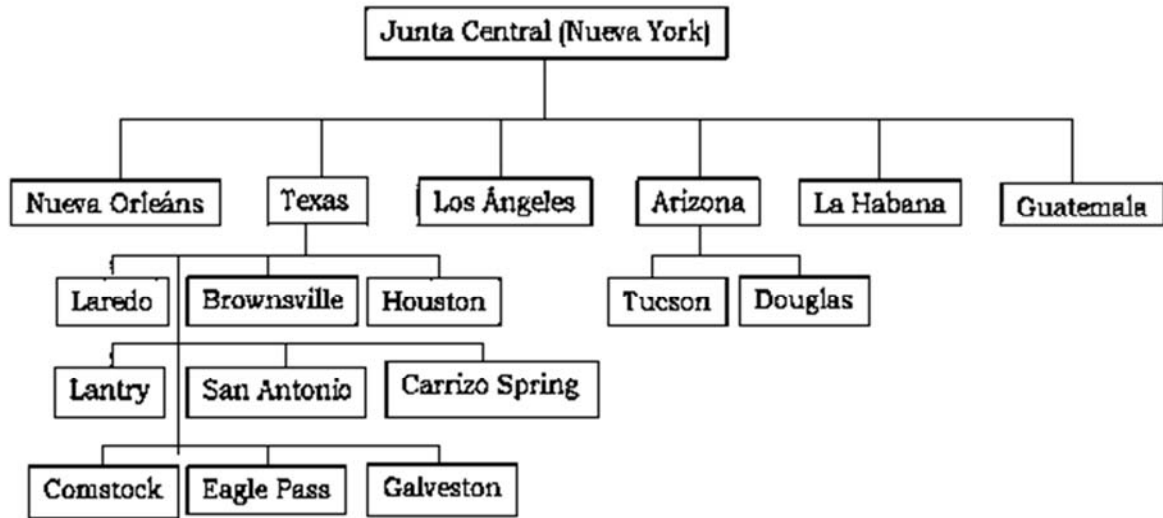 Junta Central (Nueva York)
Nueva Orleáns
Texas
Los Ángeles
Arizona
La Habana
Guatemala
Laredo
Brownsville
Houston
Tucson
Douglas
Lantry
San Antonio
Carrizo Spring
Comstock
Eagle Pass
Galveston